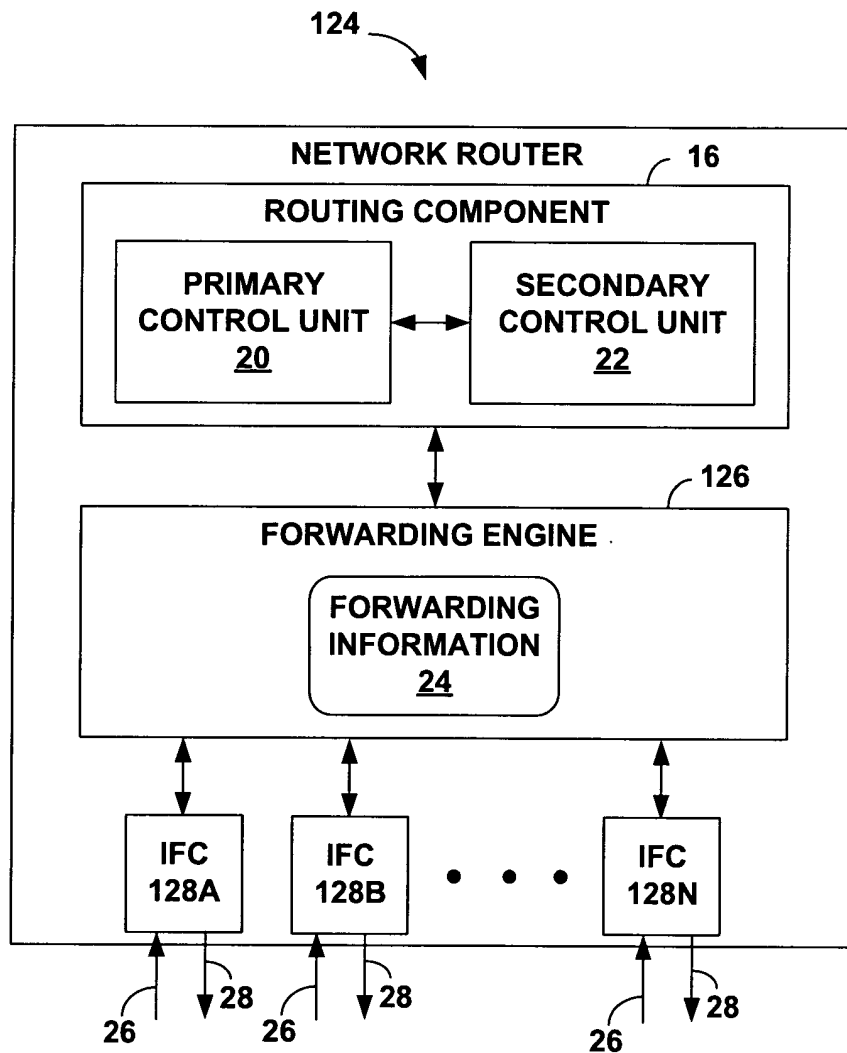 124
NETWORK ROUTER
16
ROUTING COMPONENT
PRIMARY
CONTROL UNIT
20
SECONDARY
CONTROL UNIT
22
126
FORWARDING ENGINE
FORWARDING
INFORMATION
24
IFC
128A
IFC
128B
IFC
128N
26
28
26
28
26
28